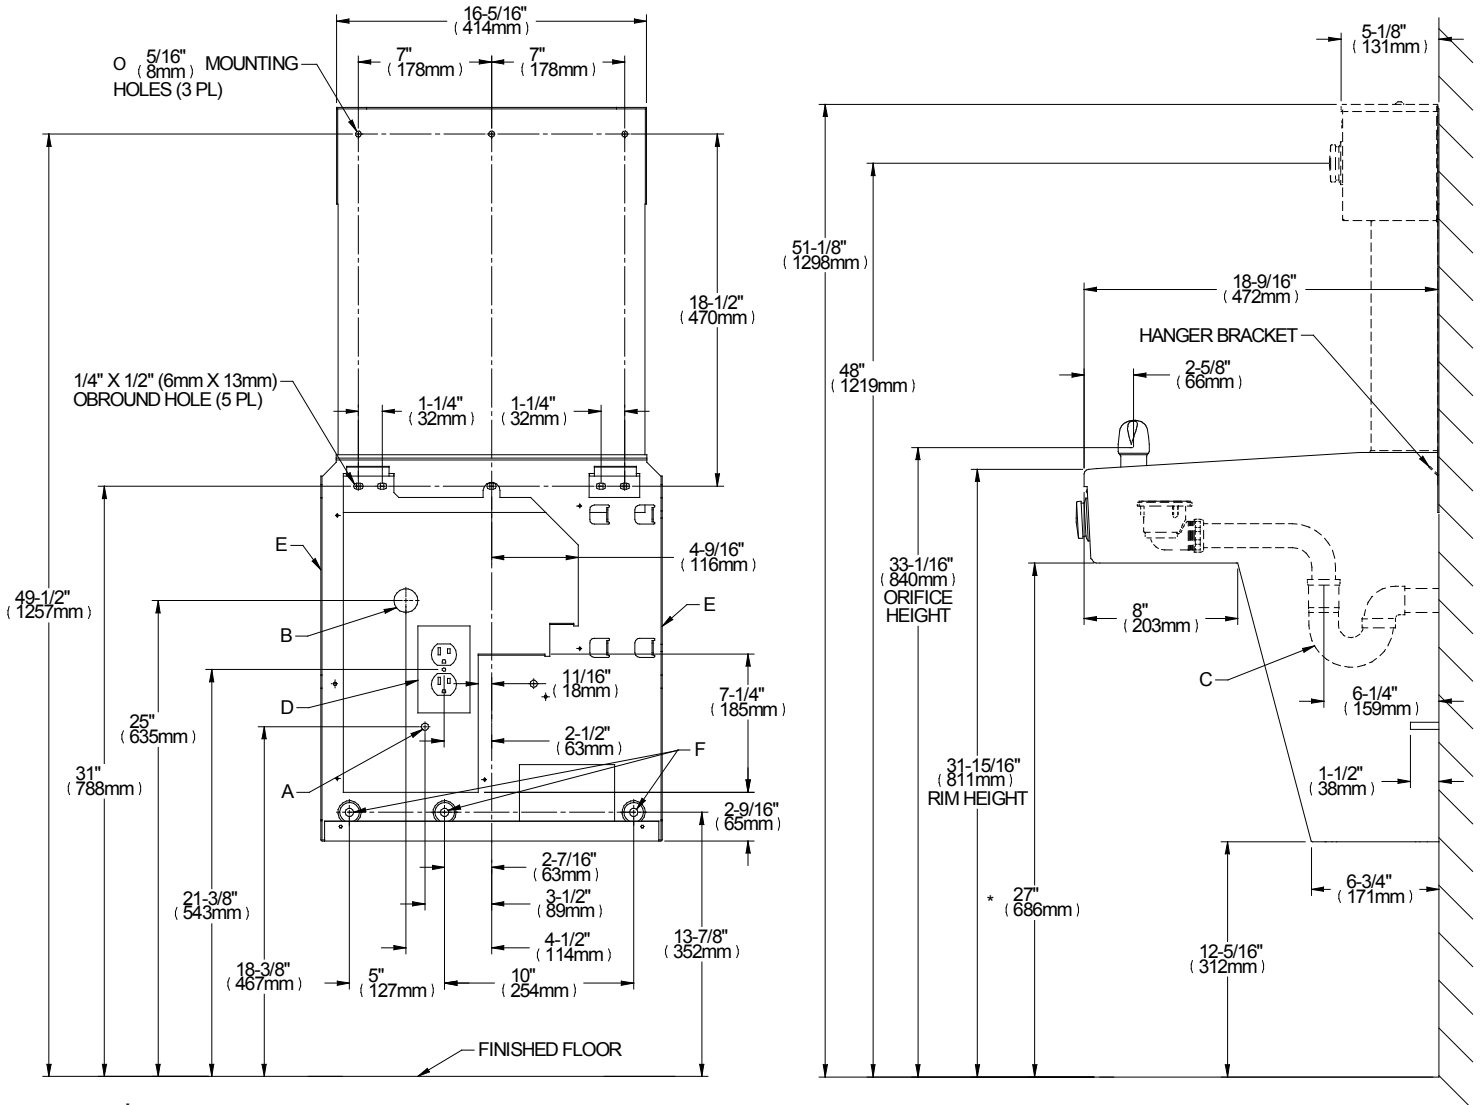 16-5/16"
(414mm)
O 5/16" (8mm) MOUNTING
HOLES (3 PL)
7"
(178mm)
7"
(178mm)
18-1/2"
(470mm)
1/4" X 1/2" (6mm X 13mm)
OBROUND HOLE (5 PL)
1-1/4"
(32mm)
1-1/4"
(32mm)
E
4-9/16"
(116mm)
49-1/2"
(1257mm)
B
E
11/16"
(18mm)
D
7-1/4"
(185mm)
25"
(635mm)
2-1/2"
(63mm)
F
31"
(788mm)
A
2-9/16"
(65mm)
2-7/16"
(63mm)
21-3/8"
(543mm)
3-1/2"
(89mm)
4-1/2"
(114mm)
13-7/8"
(352mm)
18-3/8"
(467mm)
5"
(127mm)
10"
(254mm)
FINISHED FLOOR
5-1/8"
(131mm)
51-1/8"
(1298mm)
18-9/16"
(472mm)
HANGER BRACKET
48"
(1219mm)
2-5/8"
(66mm)
33-1/16"
(840mm)
ORIFICE
HEIGHT
8"
(203mm)
C
6-1/4"
(159mm)
31-15/16"
(811mm)
RIM HEIGHT
1-1/2"
(38mm)
* 27"
(686mm)
6-3/4"
(171mm)
12-5/16"
(312mm)